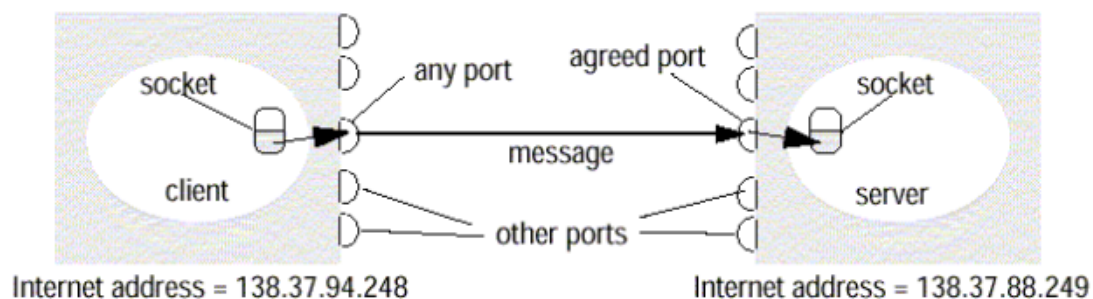 socket
any port
agreed port
socket
message
client
server
other ports
Internet address = 138.37.94.248
Internet address = 138.37.88.249